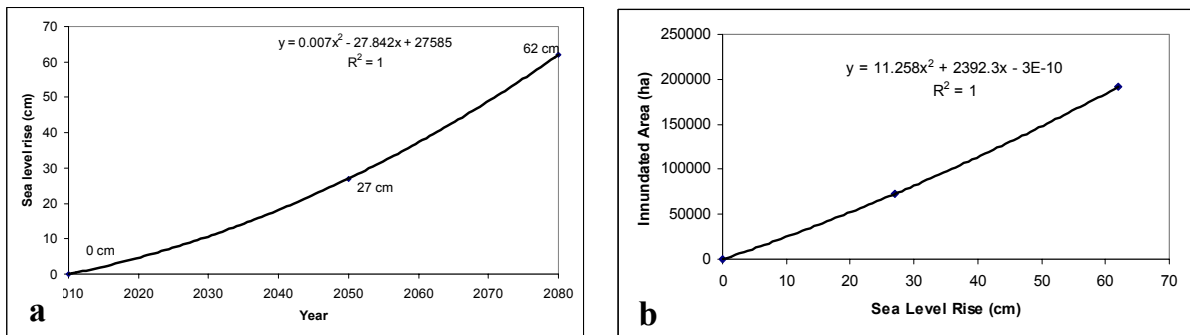 70
60
50
40
30
20
10
0
Sea level rise (cm)
y = 0.007x² - 27.842x + 27585
R² = 1
62 cm
27 cm
0 cm
010 2020 2030 2040 2050 2060 2070 2080
Year
a
250000
200000
150000
100000
50000
0
Innundated Area (ha)
y = 11.258x² + 2392.3x - 3E-10
R² = 1
0 10 20 30 40 50 60 70
Sea Level Rise (cm)
b